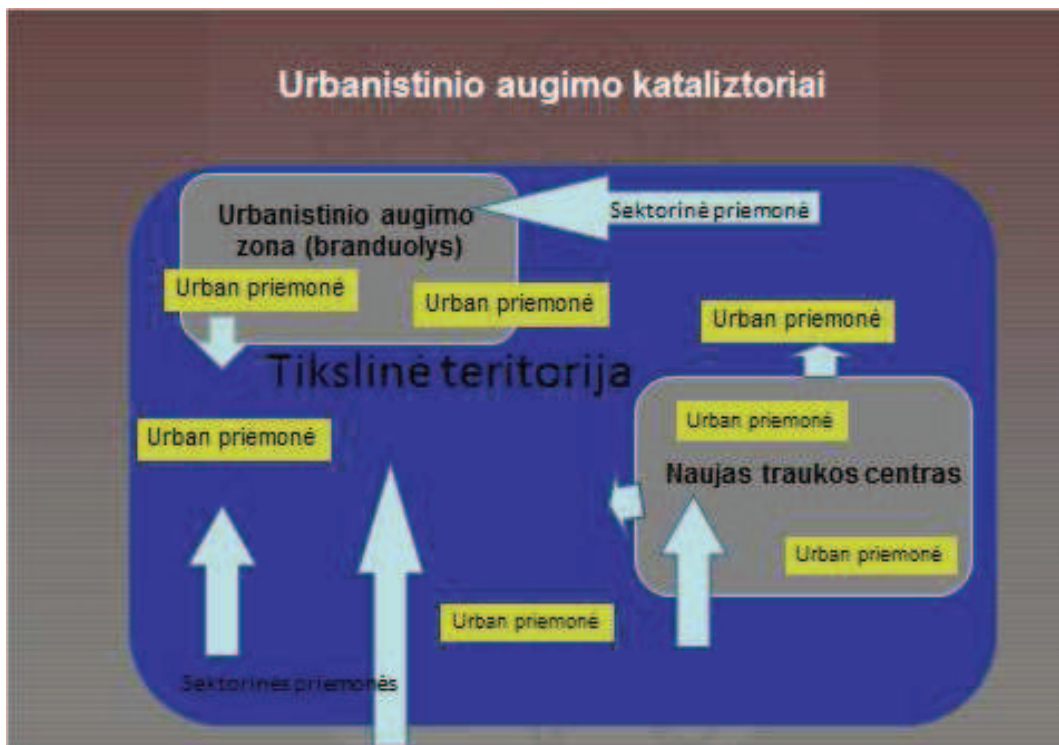 Urbanistinio augimo kataliztoriai
Urbanistinio augimo
zona (branduolys)
Sektorinė priemonė
Urban priemonė
Urban priemonė
Urban priemonė
Tikslinė teritorija
Urban priemonė
Urban priemonė
Naujas traukos centras
Urban priemonė
Urban priemonė
Sektorinės priemonės